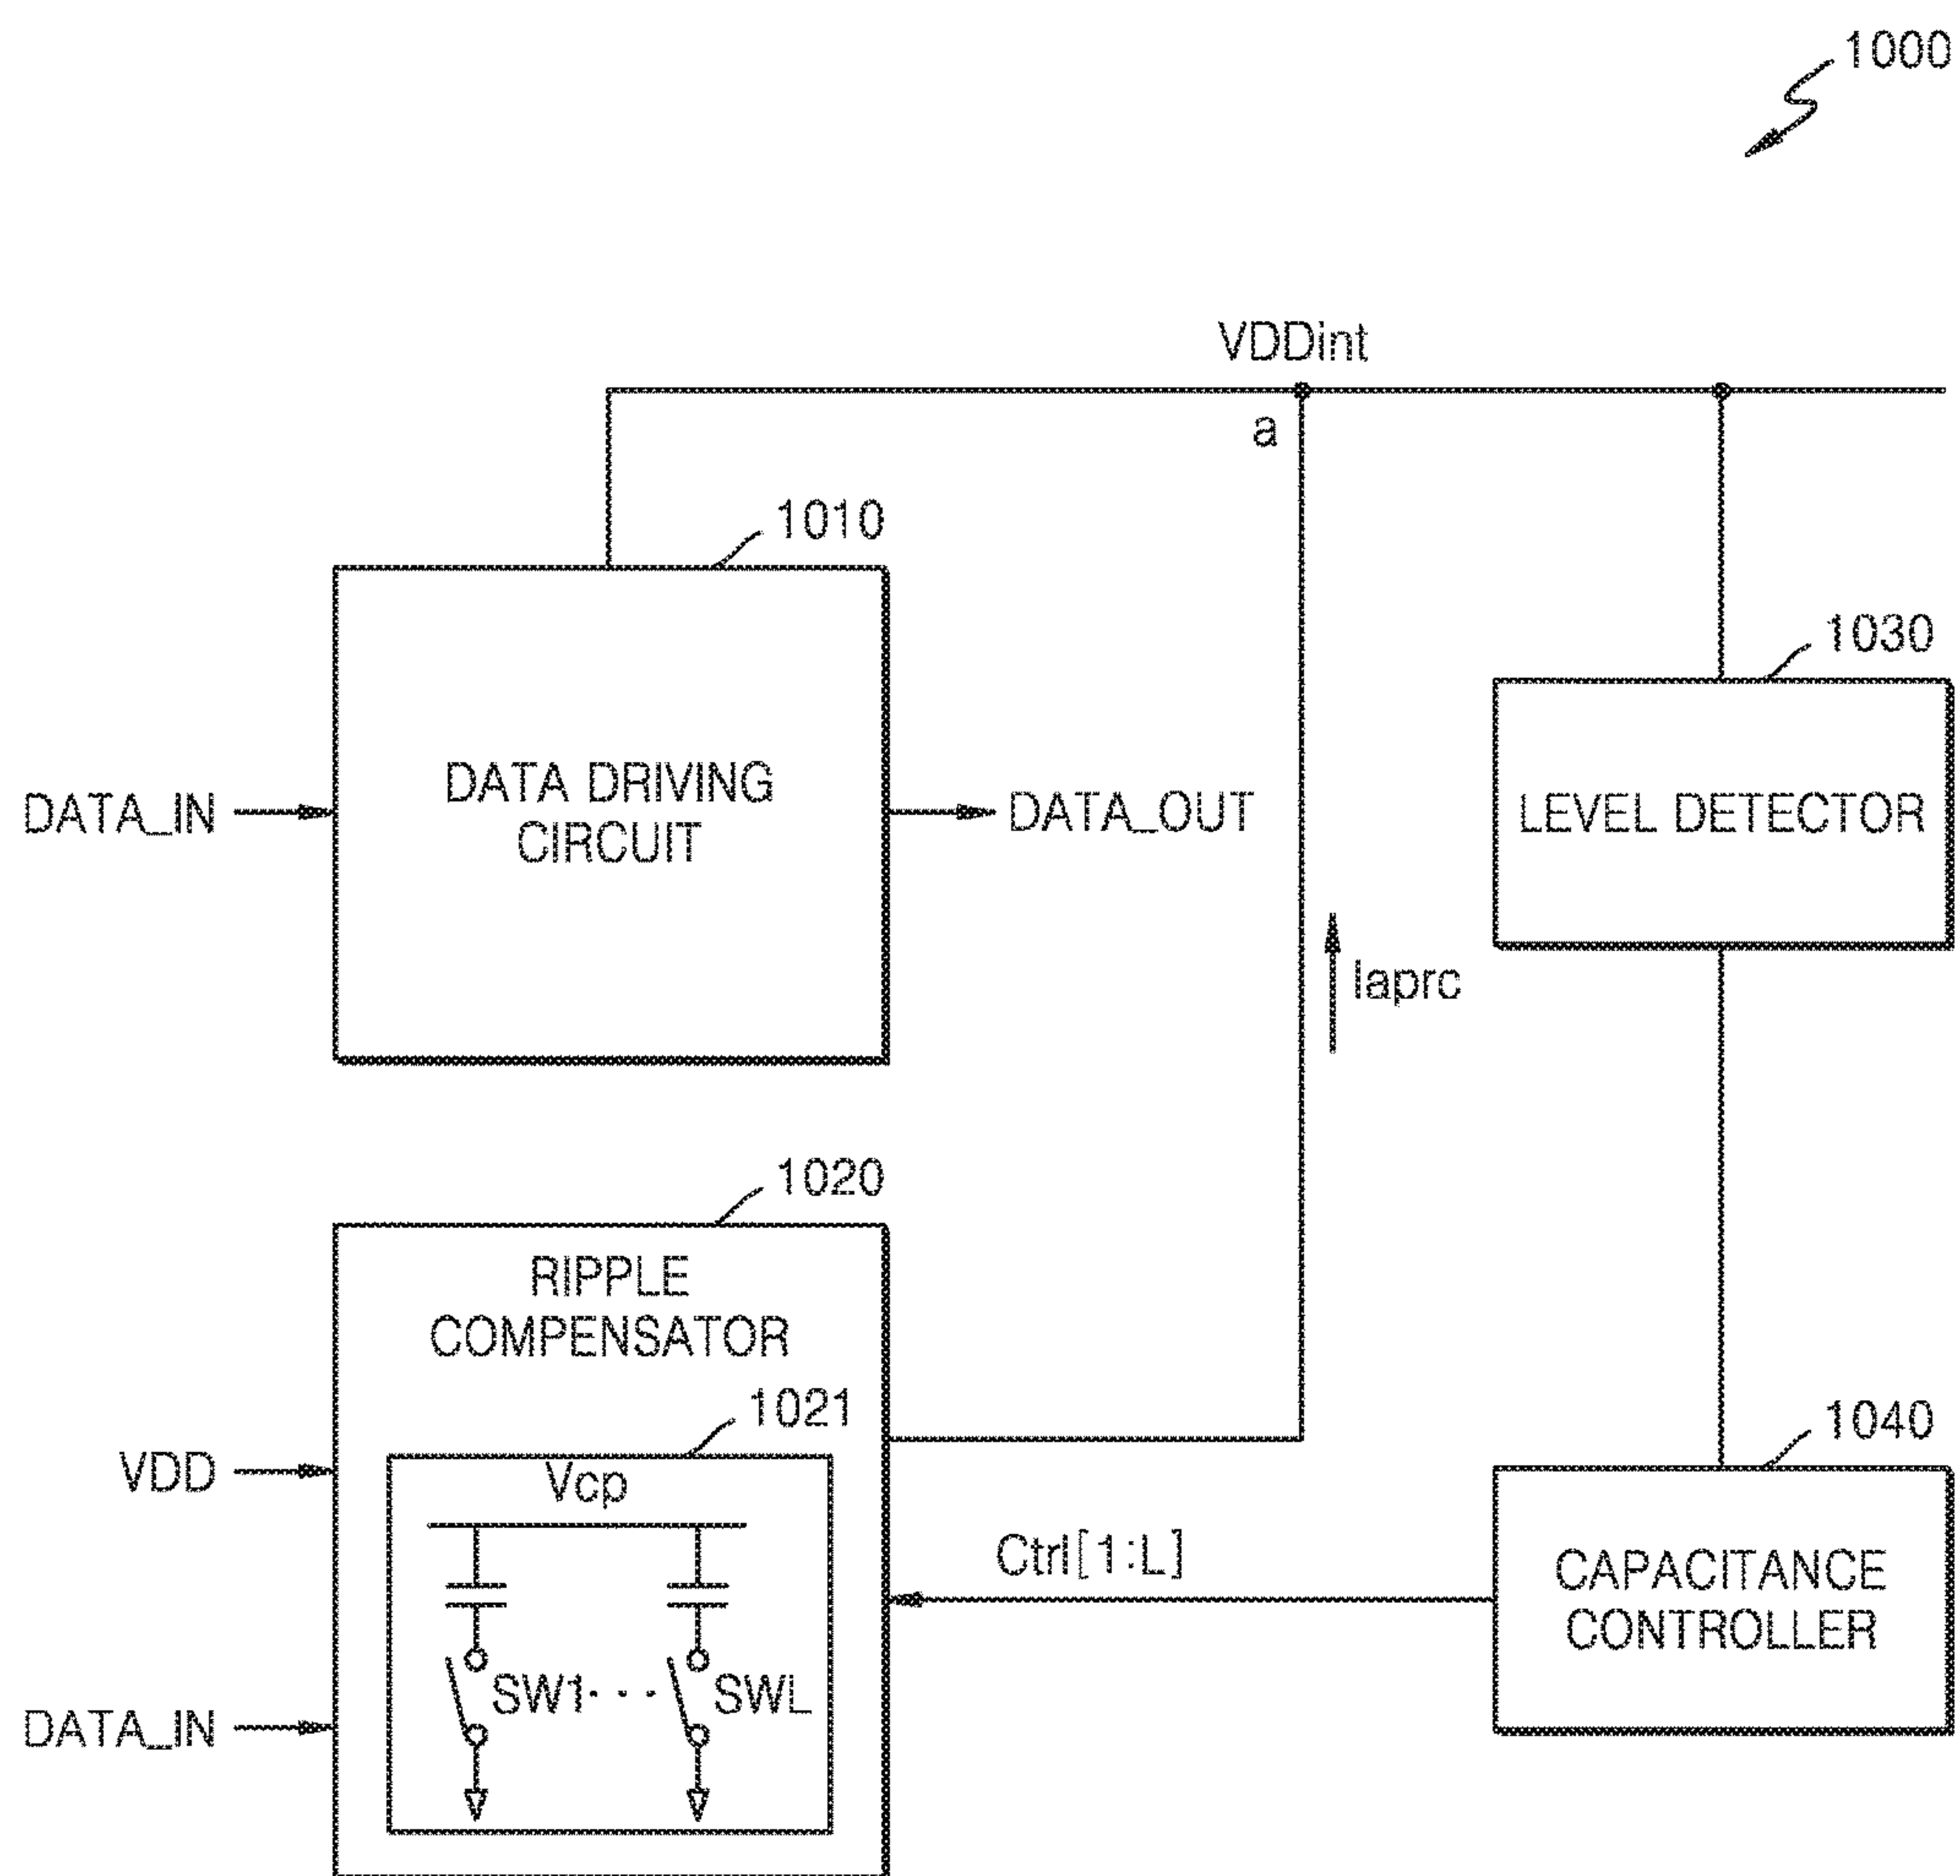 1000
VDDint
a
1010
DATA DRIVING
CIRCUIT
DATA_IN
DATA_OUT
1030
LEVEL DETECTOR
Iaprc
1020
RIPPLE
COMPENSATOR
1021
VDD
Vcp
1040
Ctrl[1:L]
CAPACITANCE
CONTROLLER
SW1··· SWL
DATA_IN